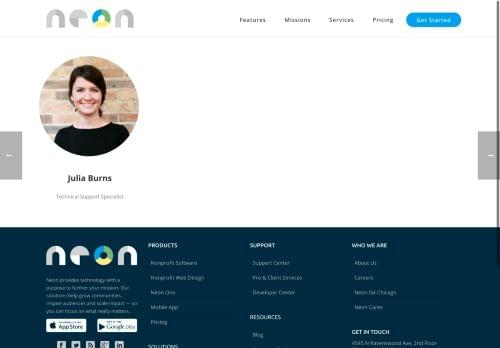 neon
Features Missions Services Pricing Get Started
←
→
Julia Burns
Technical Support Specialist
neon
Neon provides technology with a
purpose to further your mission. Our
solutions help grow communities,
inspire audiences and scale impact — so
you can focus on what really matters.
Available on the
App Store
Google play
PRODUCTS
Nonprofit Software
Nonprofit Web Design
Neon One
Mobile App
Pricing
SOLUTIONS
SUPPORT
Support Center
Pro & Client Services
Developer Center
RESOURCES
Blog
WHO WE ARE
About Us
Careers
Neon for Chicago
Neon Cares
GET IN TOUCH
4545 N Ravenswood Ave, 2nd Floor